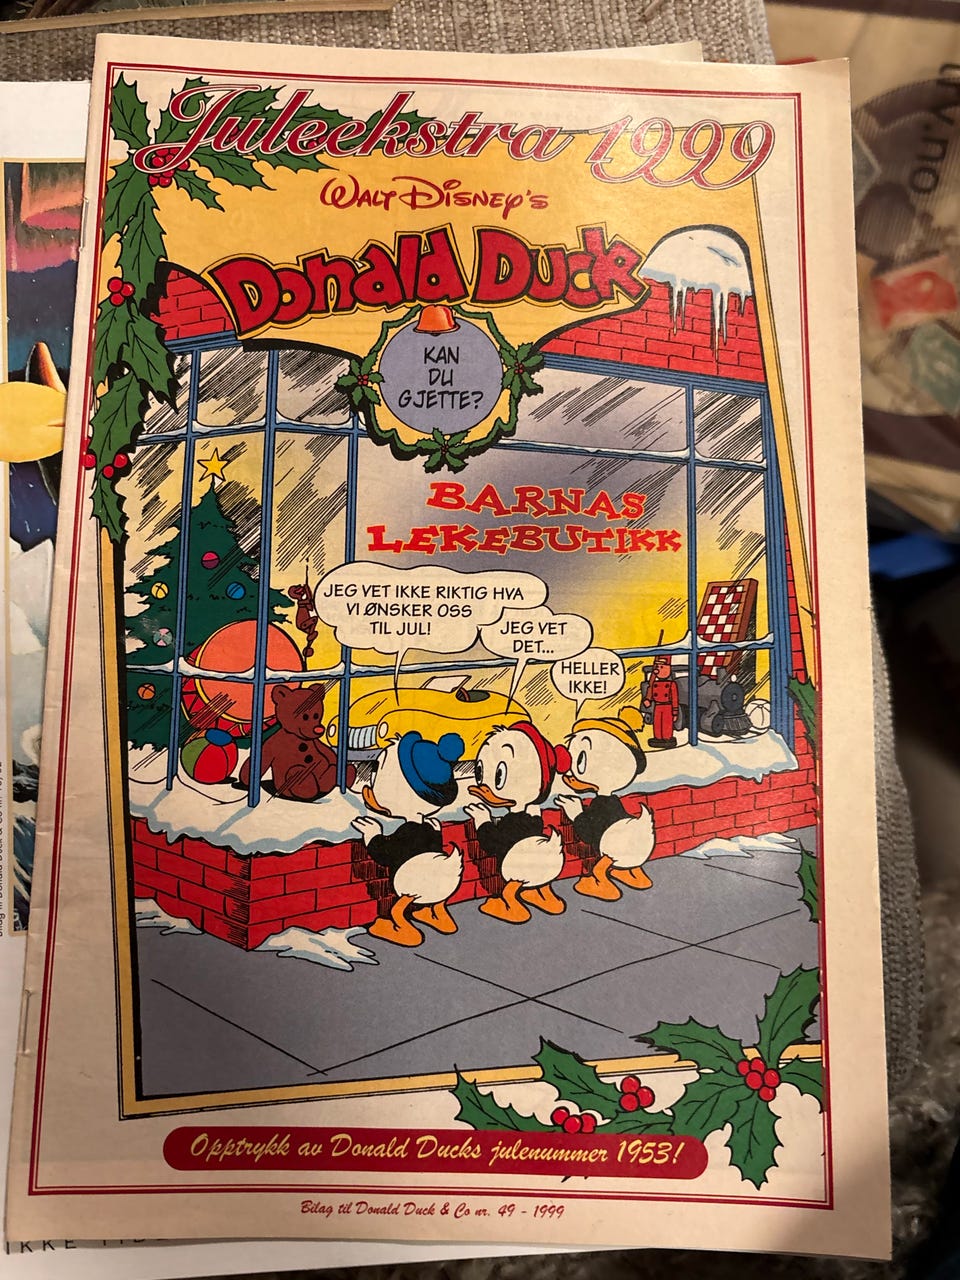 Juleekstra 1999
WALT DISNEY'S
Donald Duck
KAN
DU
GJETTE?
BARNAS
LEKEBUTIKK
JEG VET IKKE RIKTIG HVA
VI ØNSKER OSS
TIL JUL!
JEG VET
DET...
HELLER
IKKE!
Opptrykk av Donald Ducks julenummer 1953!
Bilag til Donald Duck & Co nr. 49 - 1999